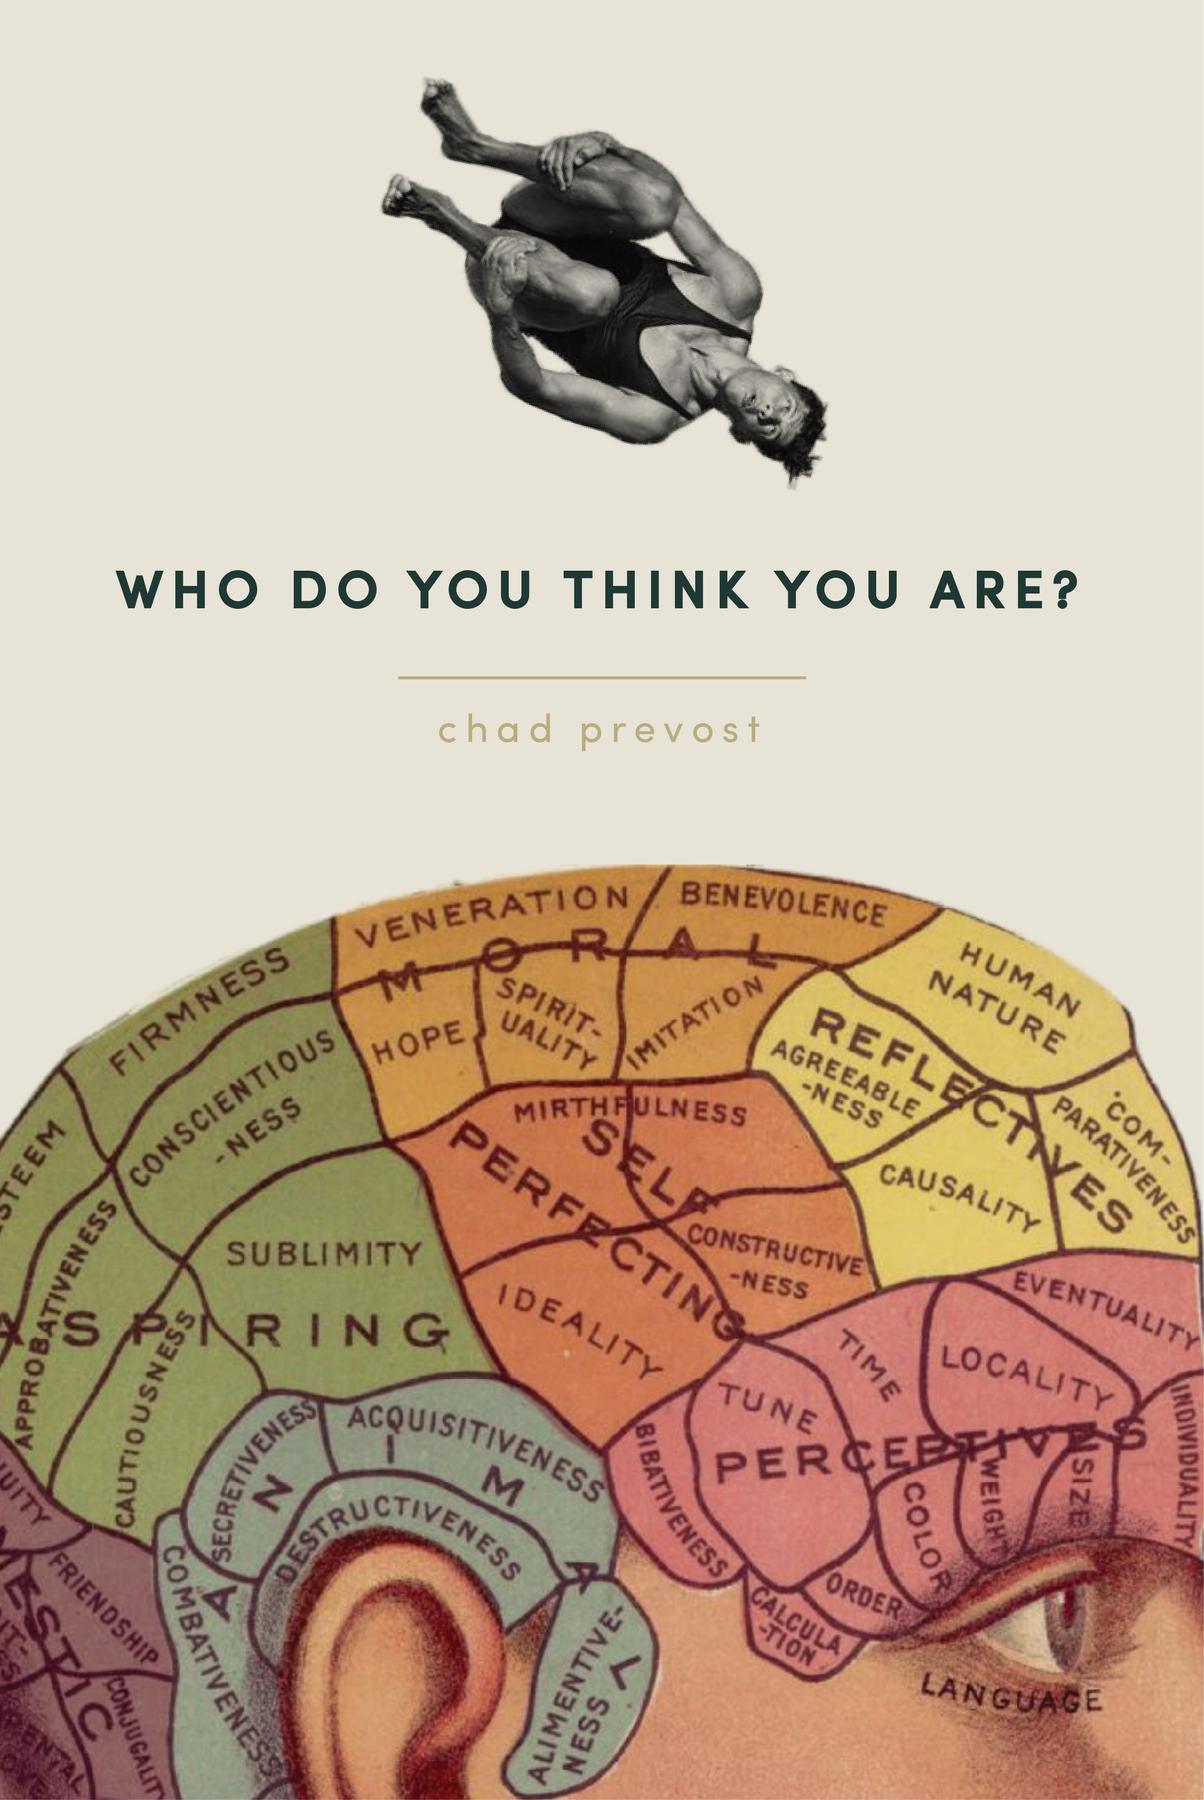 WHO DO YOU THINK YOU ARE?
chad prevost
VENERATION
BENEVOLENCE
MORAL
FIRMNESS
HOPE
SPIRIT-
UALITY
IMITATION
HUMAN
NATURE
REFLECTIVES
AGREEABLE
-NESS
COM-
PARATIVENESS
CAUSALITY
CONSCIENTIOUS
-NESS
MIRTHFULNESS
SELF
PERFECTING
CONSTRUCTIVE
-NESS
IDEALITY
SUBLIMITY
APPROBATIVENESS
SPIRING
CAUTIOUSNESS
EVENTUALITY
TIME
LOCALITY
TUNE
PERCEPTIVES
INDIVIDUALITY
BIBATIVENESS
COLOR
WEIGHT
SIZE
ORDER
CALCULA
-TION
SECRETIVENESS
ACQUISITIVENESS
ANIMAL
DESTRUCTIVENESS
COMBATIVENESS
ALIMENTIVE-
NESS
FRIENDSHIP
CONJUGALITY
LANGUAGE